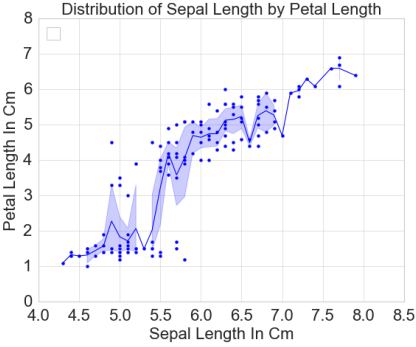 Distribution of Sepal Length by Petal Length
8
7
6
5
4
3
2
1
0
Petal Length In Cm
4.0 4.5 5.0 5.5 6.0 6.5 7.0 7.5 8.0 8.5
Sepal Length In Cm